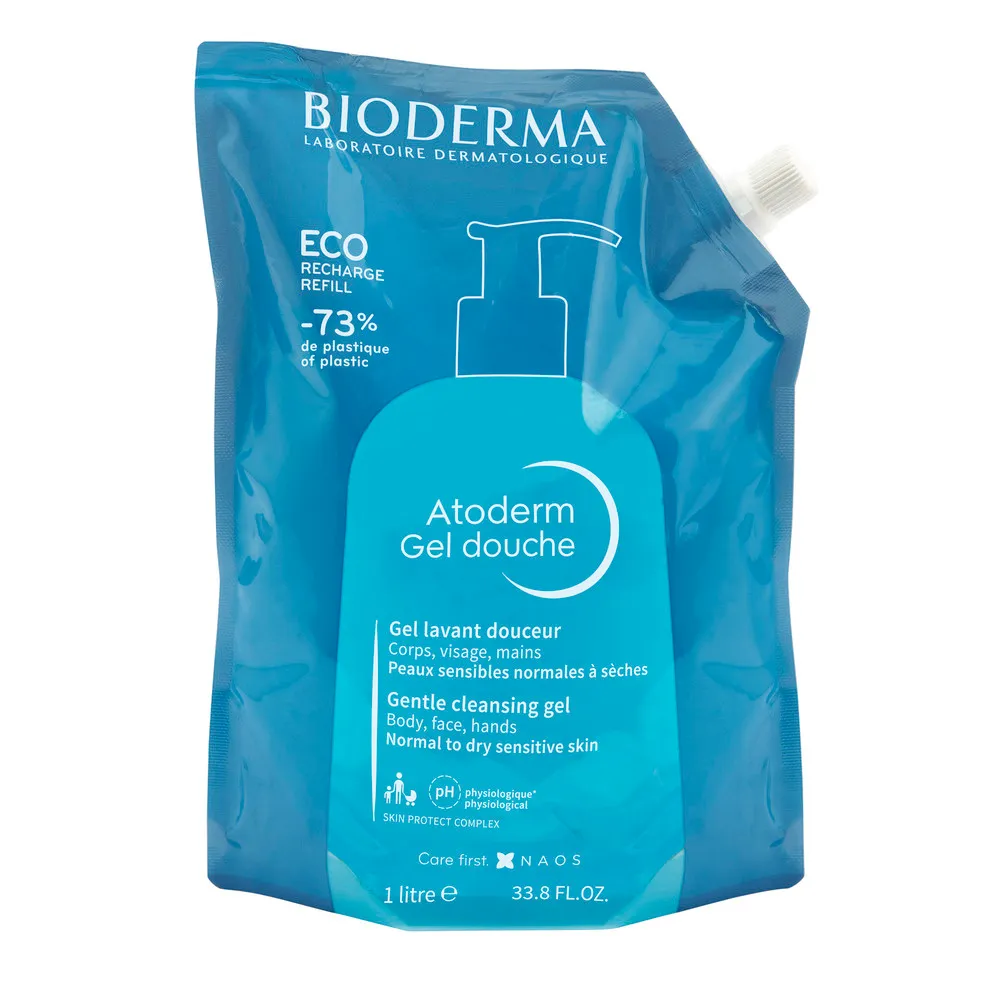 BIODERMA
LABORATOIRE DERMATOLOGIQUE
ECO
RECHARGE
REFILL
-73%
de plastique
of plastic
Atoderm
Gel douche
Gel lavant douceur
Corps, visage, mains
Peaux sensibles normales à sèches
Gentle cleansing gel
Body, face, hands
Normal to dry sensitive skin
pH physiologique*
physiological
SKIN PROTECT COMPLEX
Care first. NAOS
1 litre ℮ 33.8 FL.OZ.